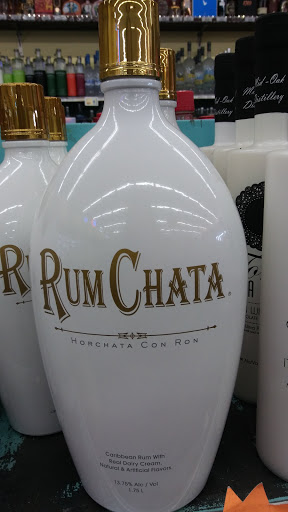 RUMCHATA
HORCHATA CON RON
Caribbean Rum With
Real Dairy Cream,
Natural & Artificial Flavors
13.75% Alc / Vol
1.75 L
R
Mid-Oak
Distillery